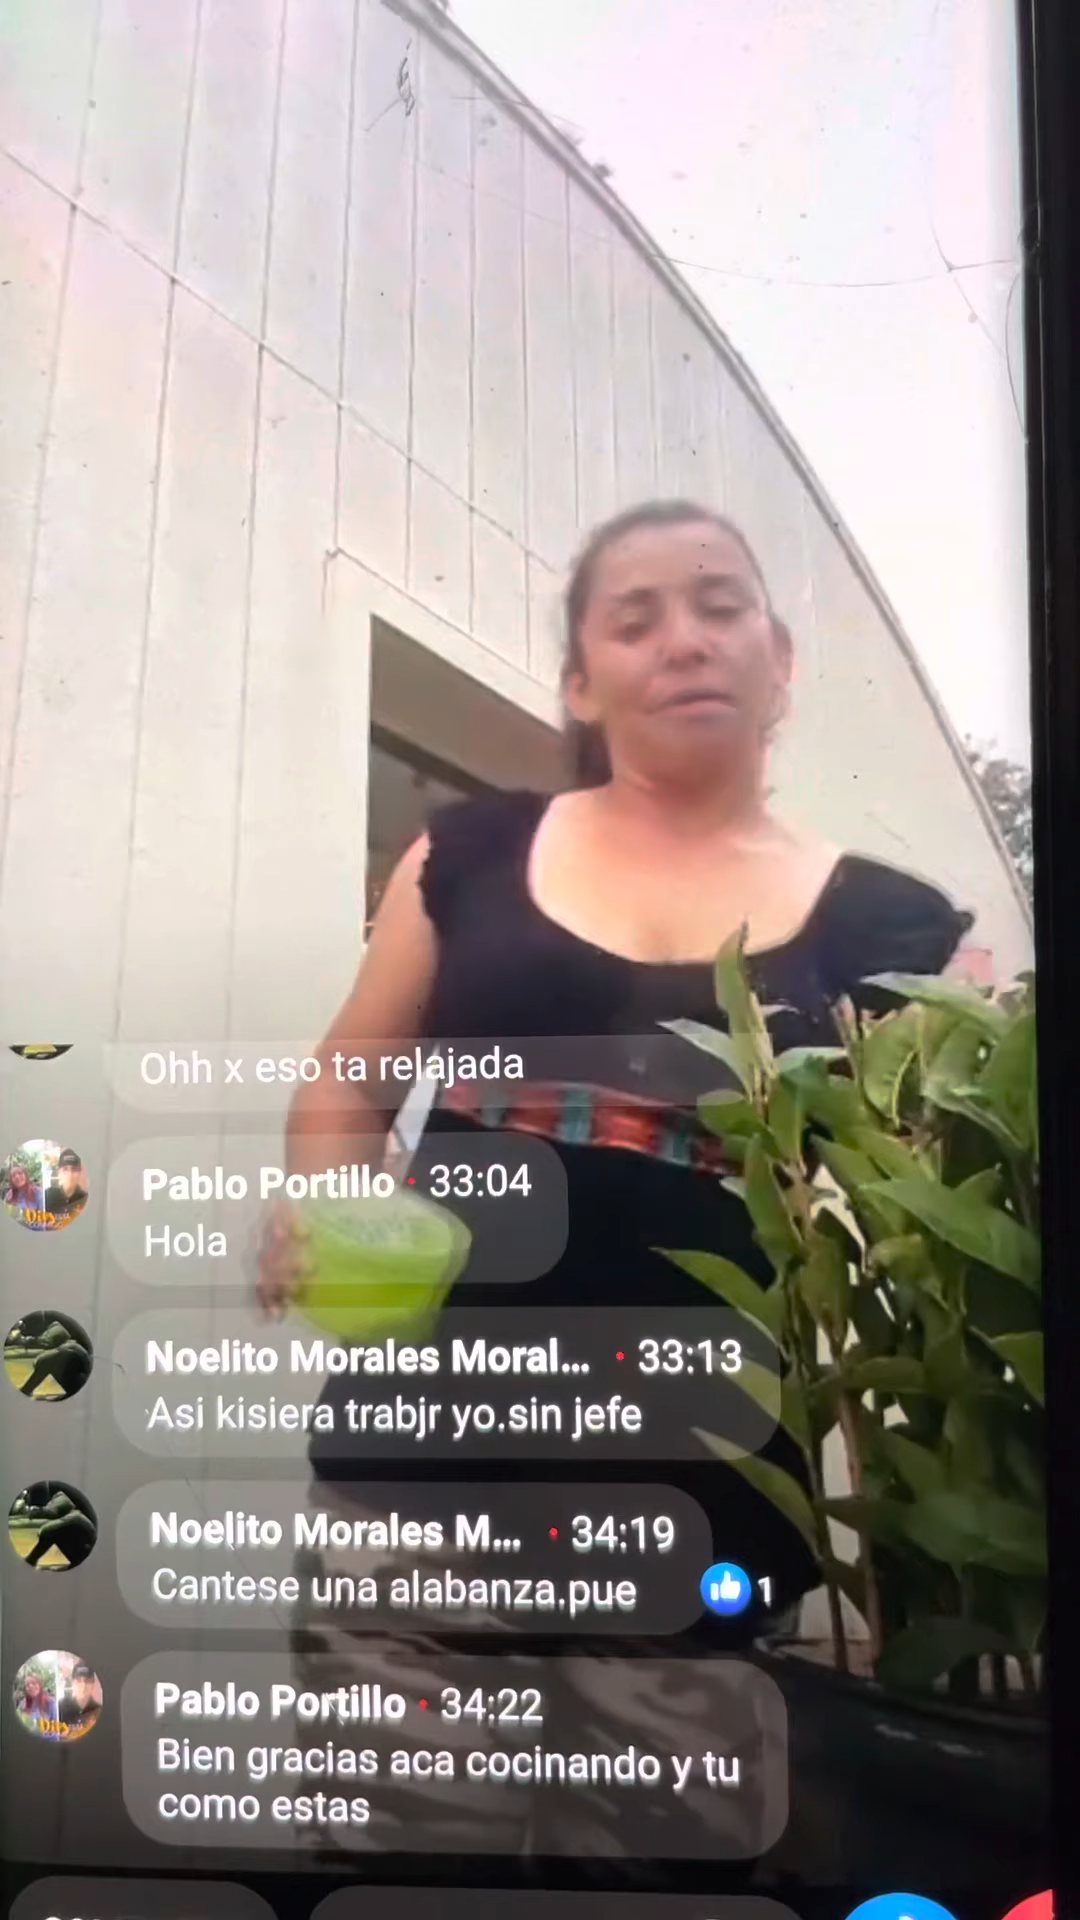 Ohh x eso ta relajada
Pablo Portillo • 33:04
Hola
Noelito Morales Moral... • 33:13
Asi kisiera trabjr yo.sin jefe
Noelito Morales M... • 34:19
Cantese una alabanza.pue
1
Pablo Portillo • 34:22
Bien gracias aca cocinando y tu
como estas